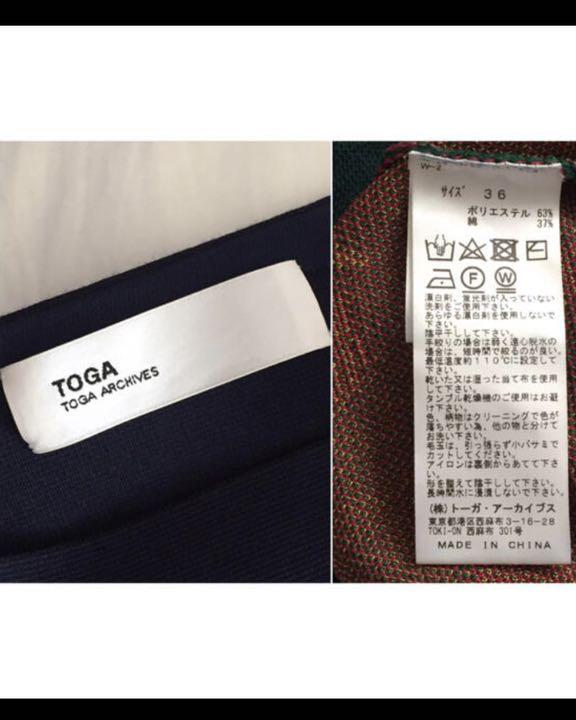 TOGA
TOGA ARCHIVES
W-2
サイズ 36
ポリエステル 63%
綿 37%
F
W
漂白剤、蛍光剤が入っていない
洗剤をご使用下さい。
あらゆる漂白剤を使用しないで
下さい。
陰平干しして下さい。
手絞りの場合は弱く遠心脱水の
場合は、短時間で絞るのが良い。
最低温度約110℃に設定して
下さい。
乾いた又は湿った当て布を使用
して下さい。
タンブル乾燥機のご使用はお避
け下さい。
色、柄物はクリーニングで色が
落ちやすい為、他の物と分けて
お洗い下さい。
毛玉は、引っ張らず小バサミで
カットしてください。
アイロンは裏側からあてて下さ
い。
形を整えて陰干しして下さい。
長時間水に浸漬しないで下さい。
(株)トーガ・アーカイブス
東京都港区西麻布3-16-28
TOKI-ON 西麻布 301号
MADE IN CHINA